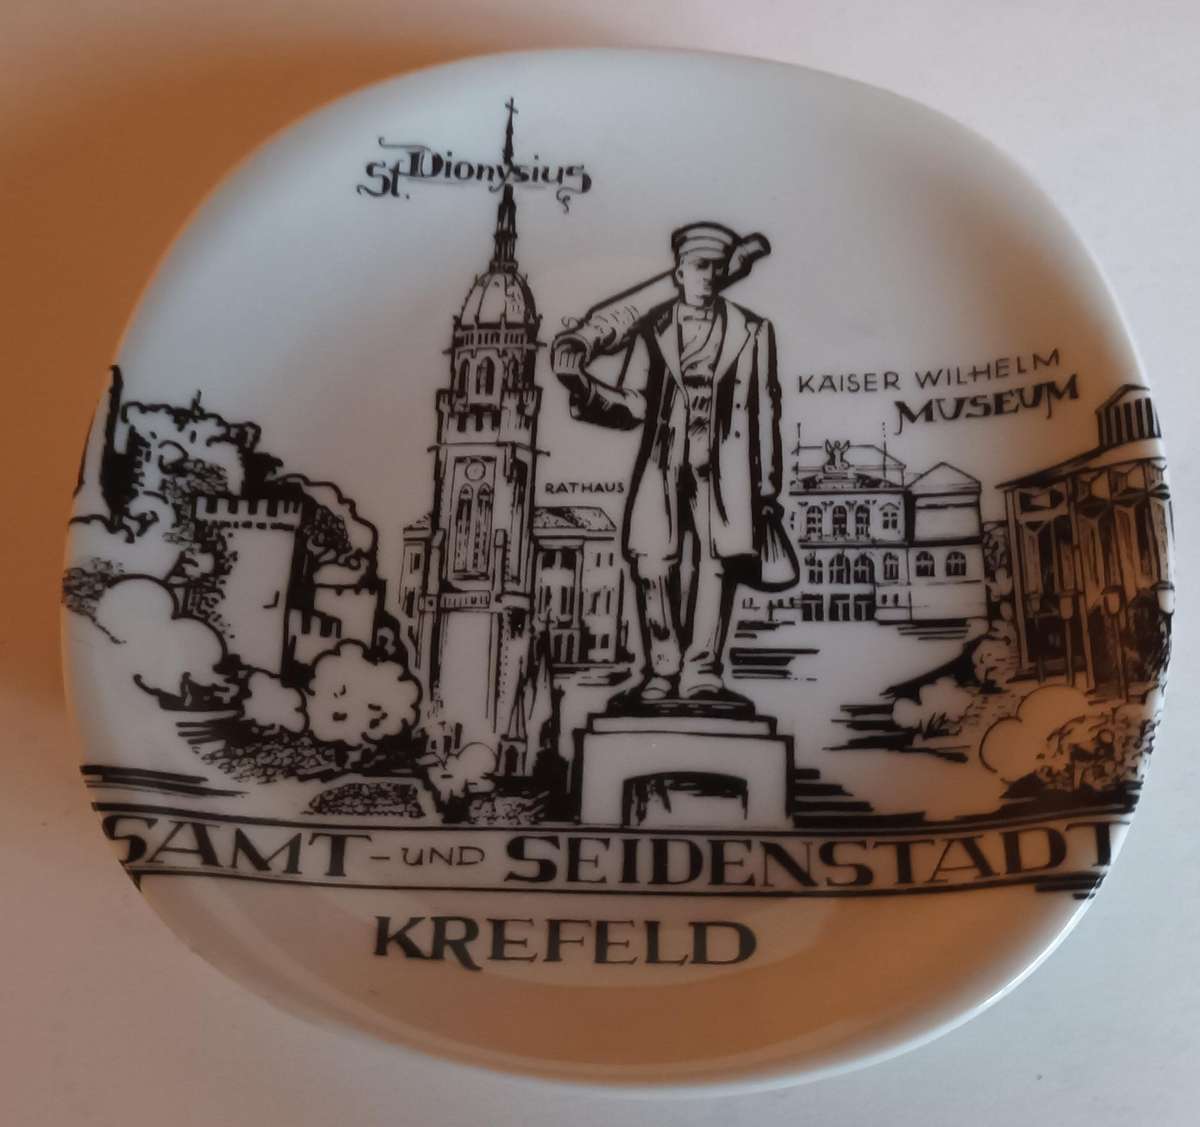 St. Dionysius
KAISER WILHELM
MUSEUM
RATHAUS
SAMT - UND SEIDENSTADT
KREFELD